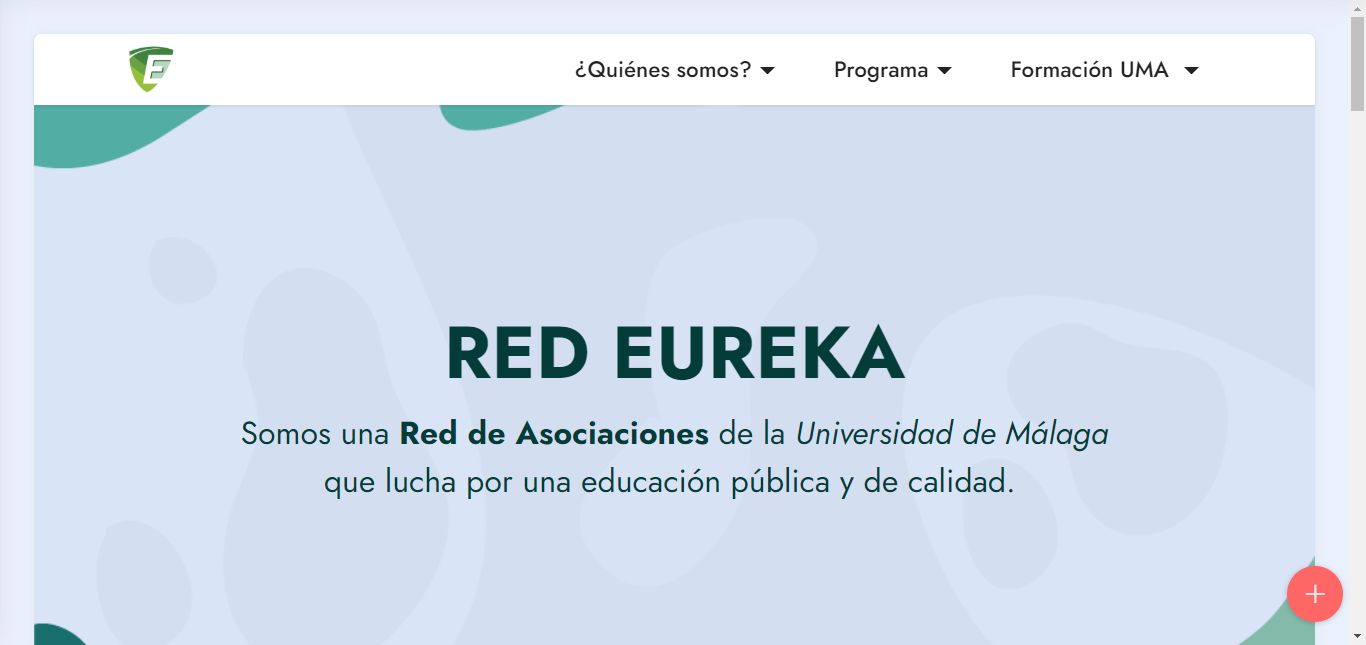 E
¿Quiénes somos?
Programa
Formación UMA
RED EUREKA
Somos una Red de Asociaciones de la Universidad de Málaga
que lucha por una educación pública y de calidad.